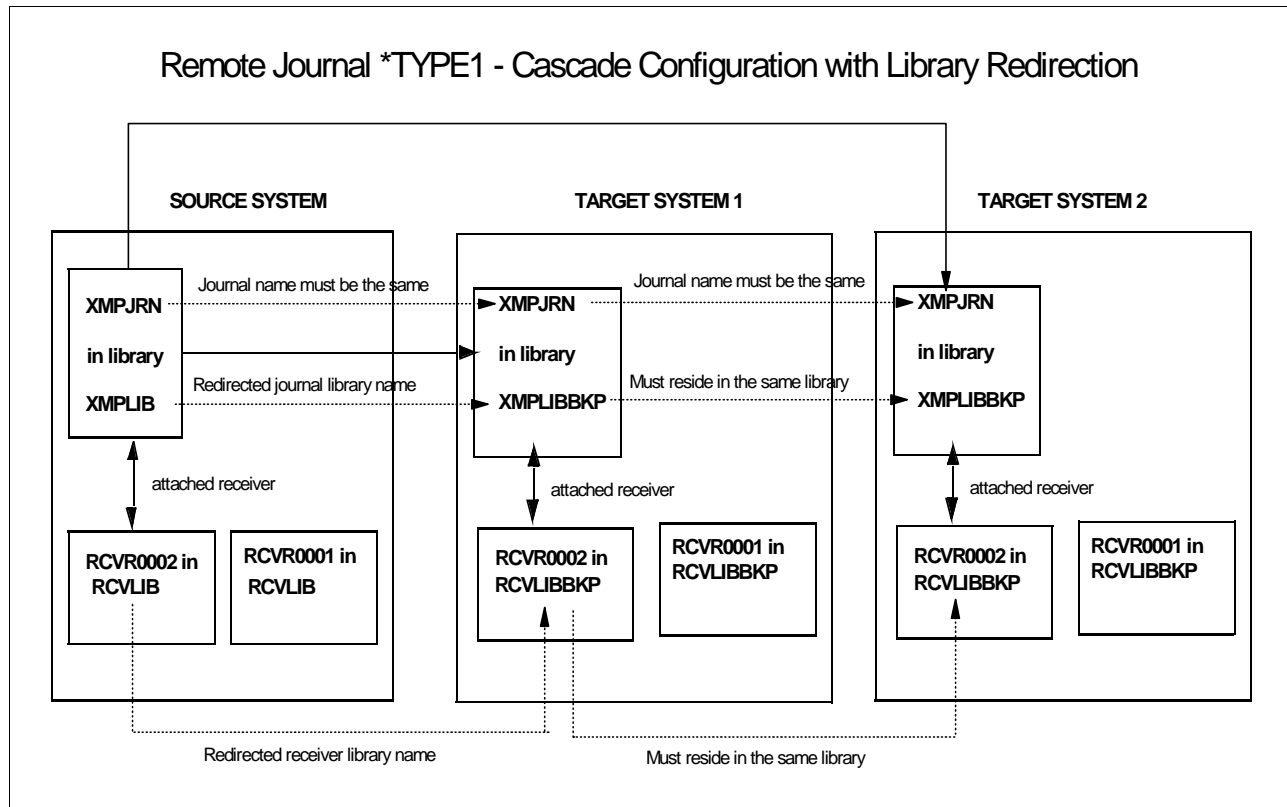 Remote Journal *TYPE1 - Cascade Configuration with Library Redirection
SOURCE SYSTEM
TARGET SYSTEM 1
TARGET SYSTEM 2
XMPJRN
in library
XMPLIB
Journal name must be the same
Redirected journal library name
XMPJRN
in library
XMPLIBBKP
Journal name must be the same
Must reside in the same library
XMPJRN
in library
XMPLIBBKP
attached receiver
attached receiver
attached receiver
RCVR0002 in
RCVLIB
RCVR0001 in
RCVLIB
RCVR0002 in
RCVLIBBKP
RCVR0001 in
RCVLIBBKP
RCVR0002 in
RCVLIBBKP
RCVR0001 in
RCVLIBBKP
Redirected receiver library name
Must reside in the same library